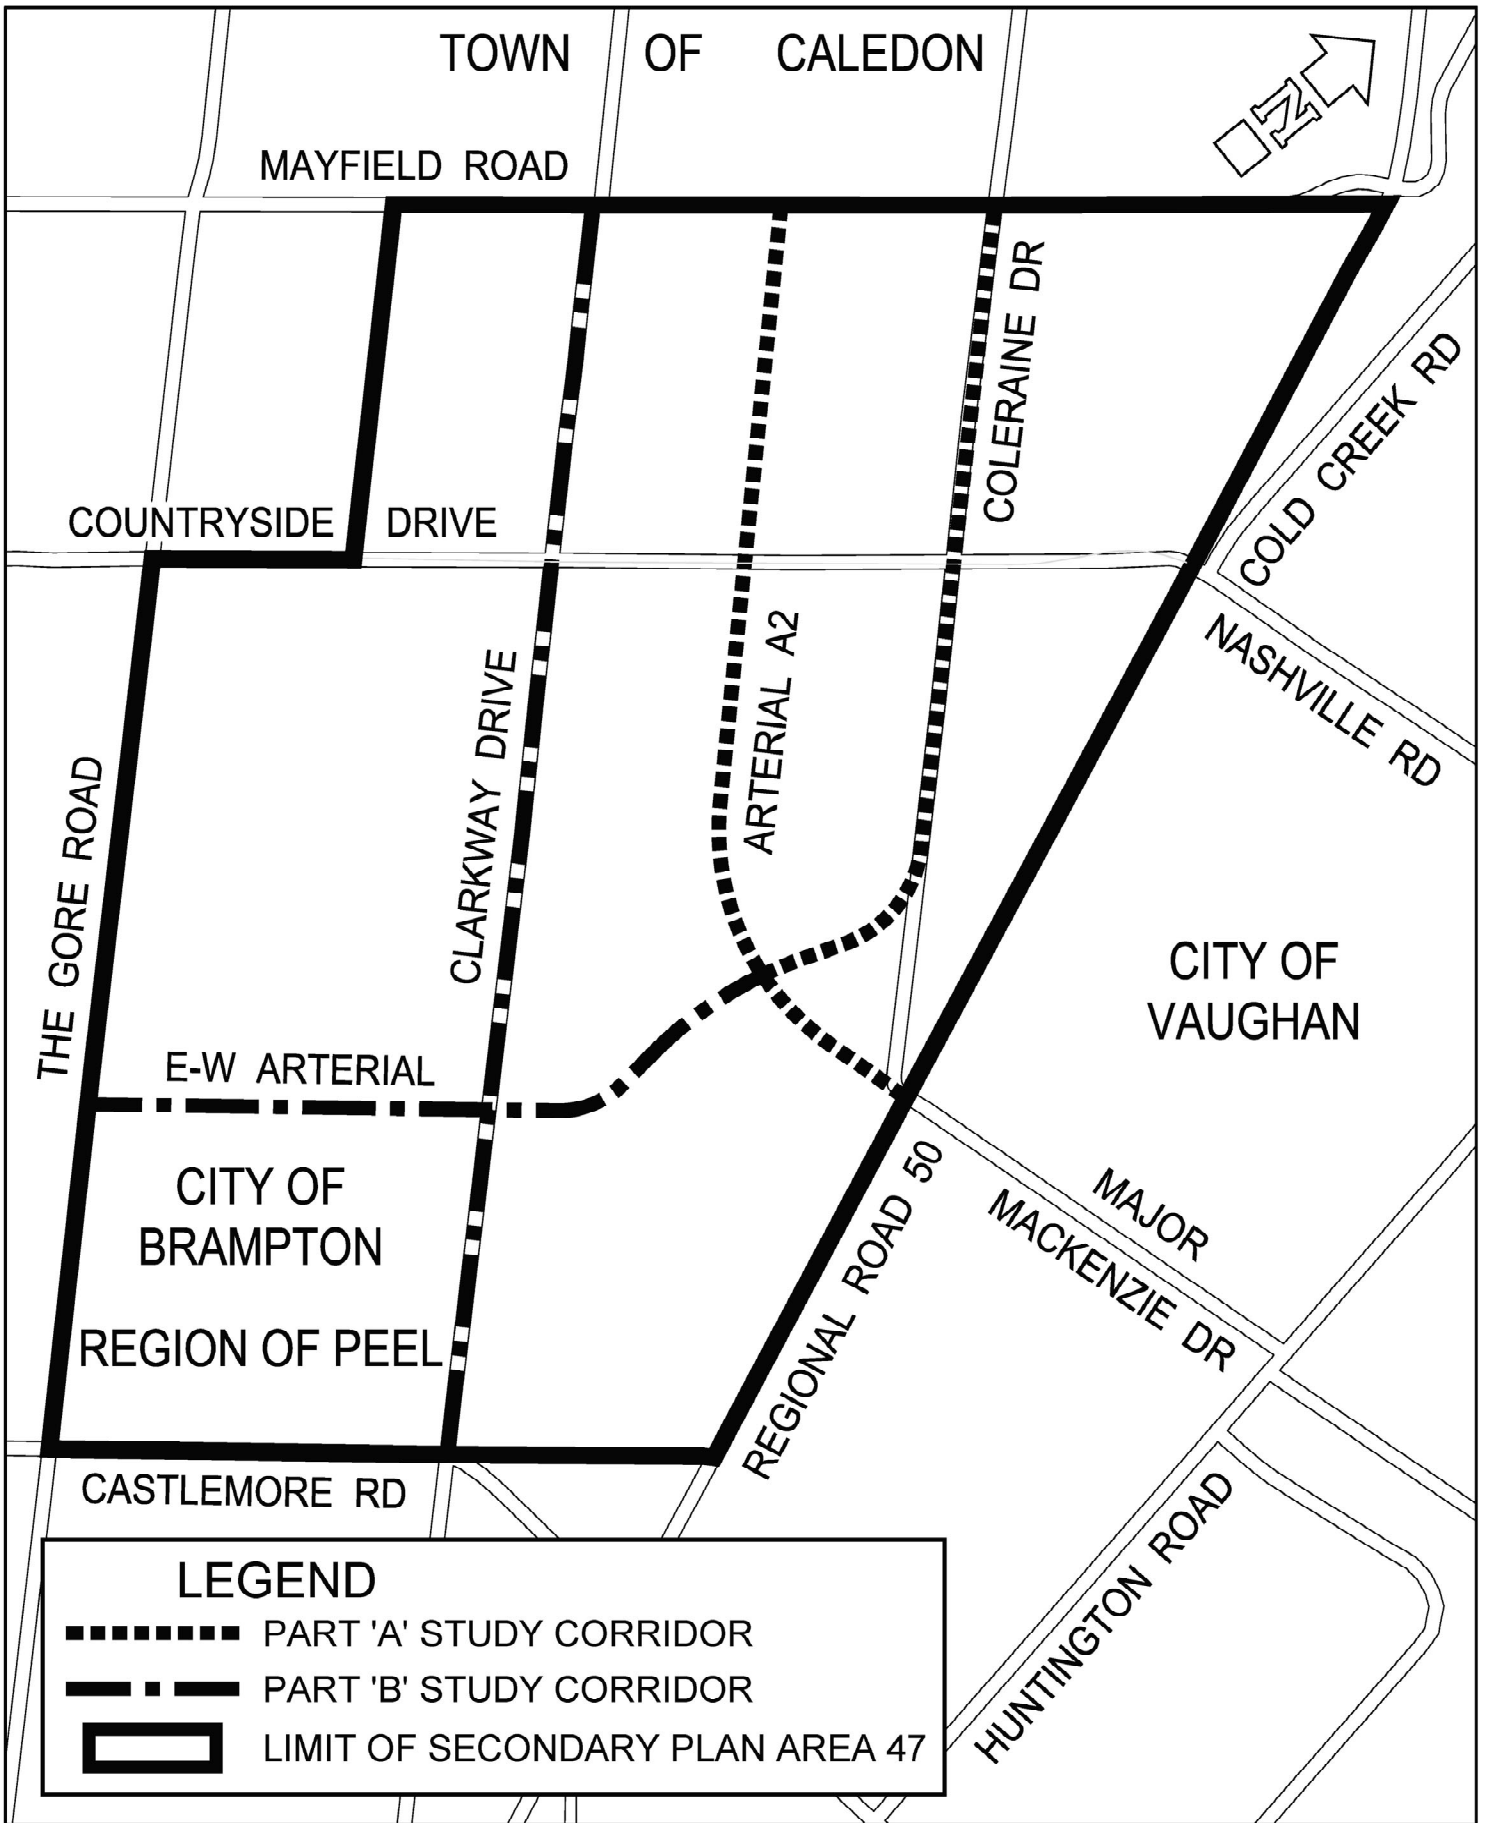 TOWN OF CALEDON
N
MAYFIELD ROAD
COLERAINE DR
COLD CREEK RD
COUNTRYSIDE DRIVE
NASHVILLE RD
ARTERIAL A2
CLARKWAY DRIVE
THE GORE ROAD
CITY OF
VAUGHAN
E-W ARTERIAL
CITY OF
BRAMPTON
REGION OF PEEL
REGIONAL ROAD 50
MAJOR
MACKENZIE DR
CASTLEMORE RD
HUNTINGTON ROAD
LEGEND
PART 'A' STUDY CORRIDOR
PART 'B' STUDY CORRIDOR
LIMIT OF SECONDARY PLAN AREA 47